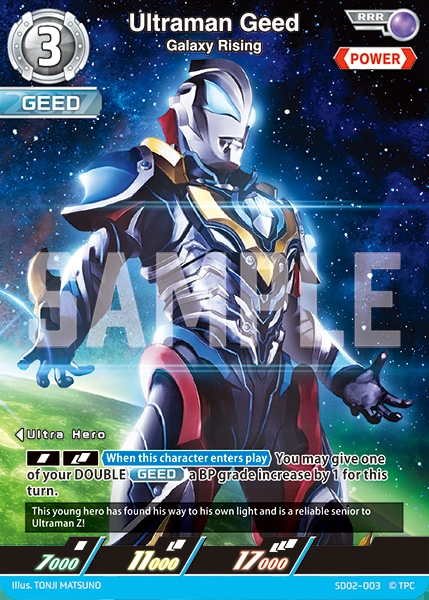 3
Ultraman Geed
Galaxy Rising
RRR
POWER
GEED
SAMPLE
Ultra Hero
When this character enters play You may give one
of your DOUBLE GEED a BP grade increase by 1 for this
turn.
This young hero has found his way to his own light and is a reliable senior to
Ultraman Z!
7000 11000 17000
Illus. TONJI MATSUNO SD02-003 © TPC